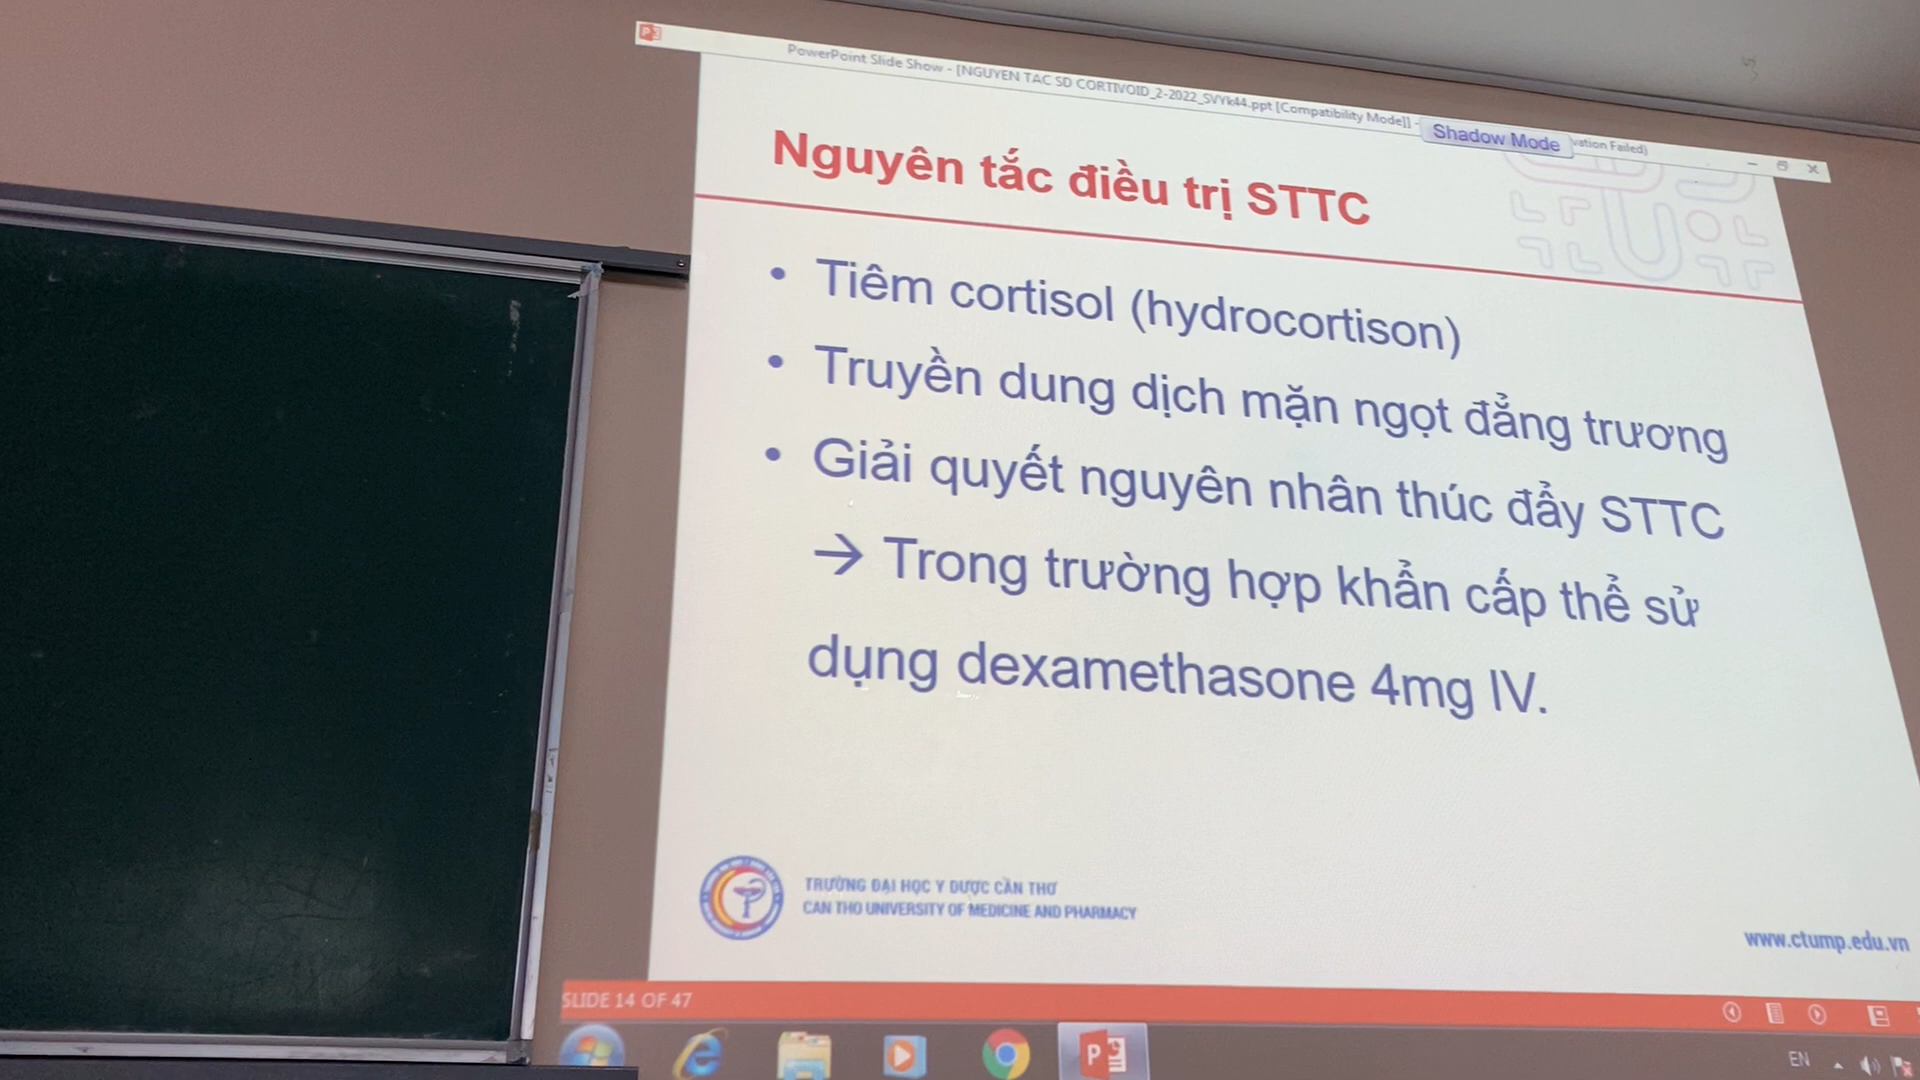 PowerPoint Slide Show - [NGUYEN TAC SD CORTIVOID_2-2022_SVYk44.ppt [Compatibility Mode]] -
Shadow Mode
vation Failed)
Nguyên tắc điều trị STTC
• Tiêm cortisol (hydrocortison)
• Truyền dung dịch mặn ngọt đẳng trương
• Giải quyết nguyên nhân thúc đẩy STTC
→ Trong trường hợp khẩn cấp thể sử
dụng dexamethasone 4mg IV.
TRƯỜNG ĐẠI HỌC Y DƯỢC CẦN THƠ
CAN THO UNIVERSITY OF MEDICINE AND PHARMACY
www.ctump.edu.vn
SLIDE 14 OF 47
EN